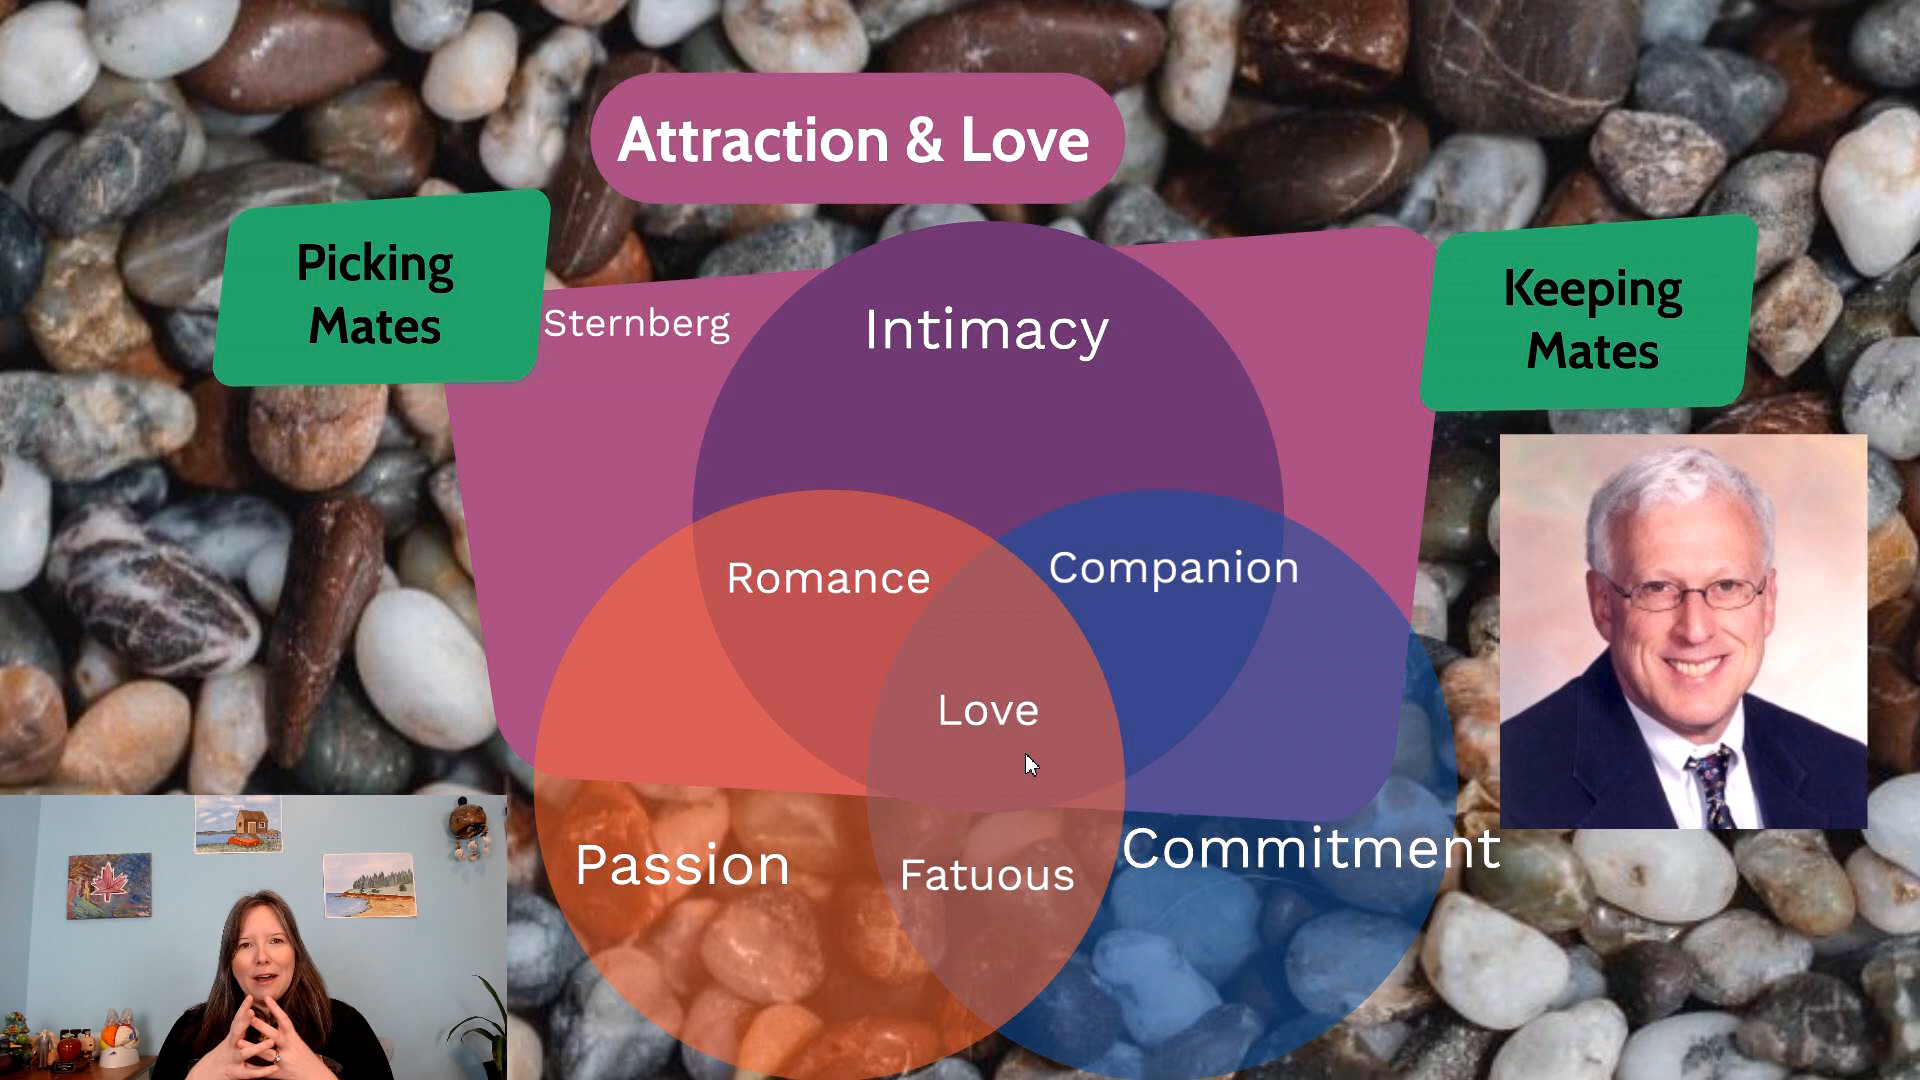 Attraction & Love
Picking
Mates
Keeping
Mates
Sternberg
Intimacy
Romance
Companion
Love
Passion
Fatuous
Commitment